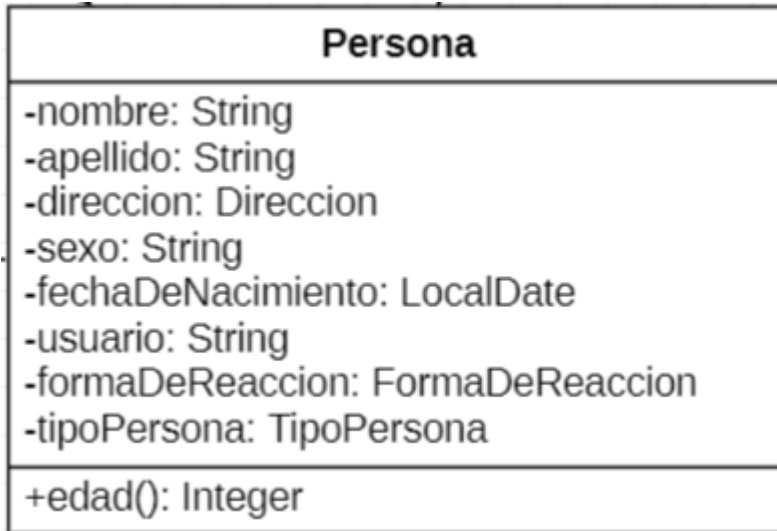 Persona
-nombre: String
-apellido: String
-direccion: Direccion
-sexo: String
-fechaDeNacimiento: LocalDate
-usuario: String
-formaDeReaccion: FormaDeReaccion
-tipoPersona: TipoPersona
+edad(): Integer